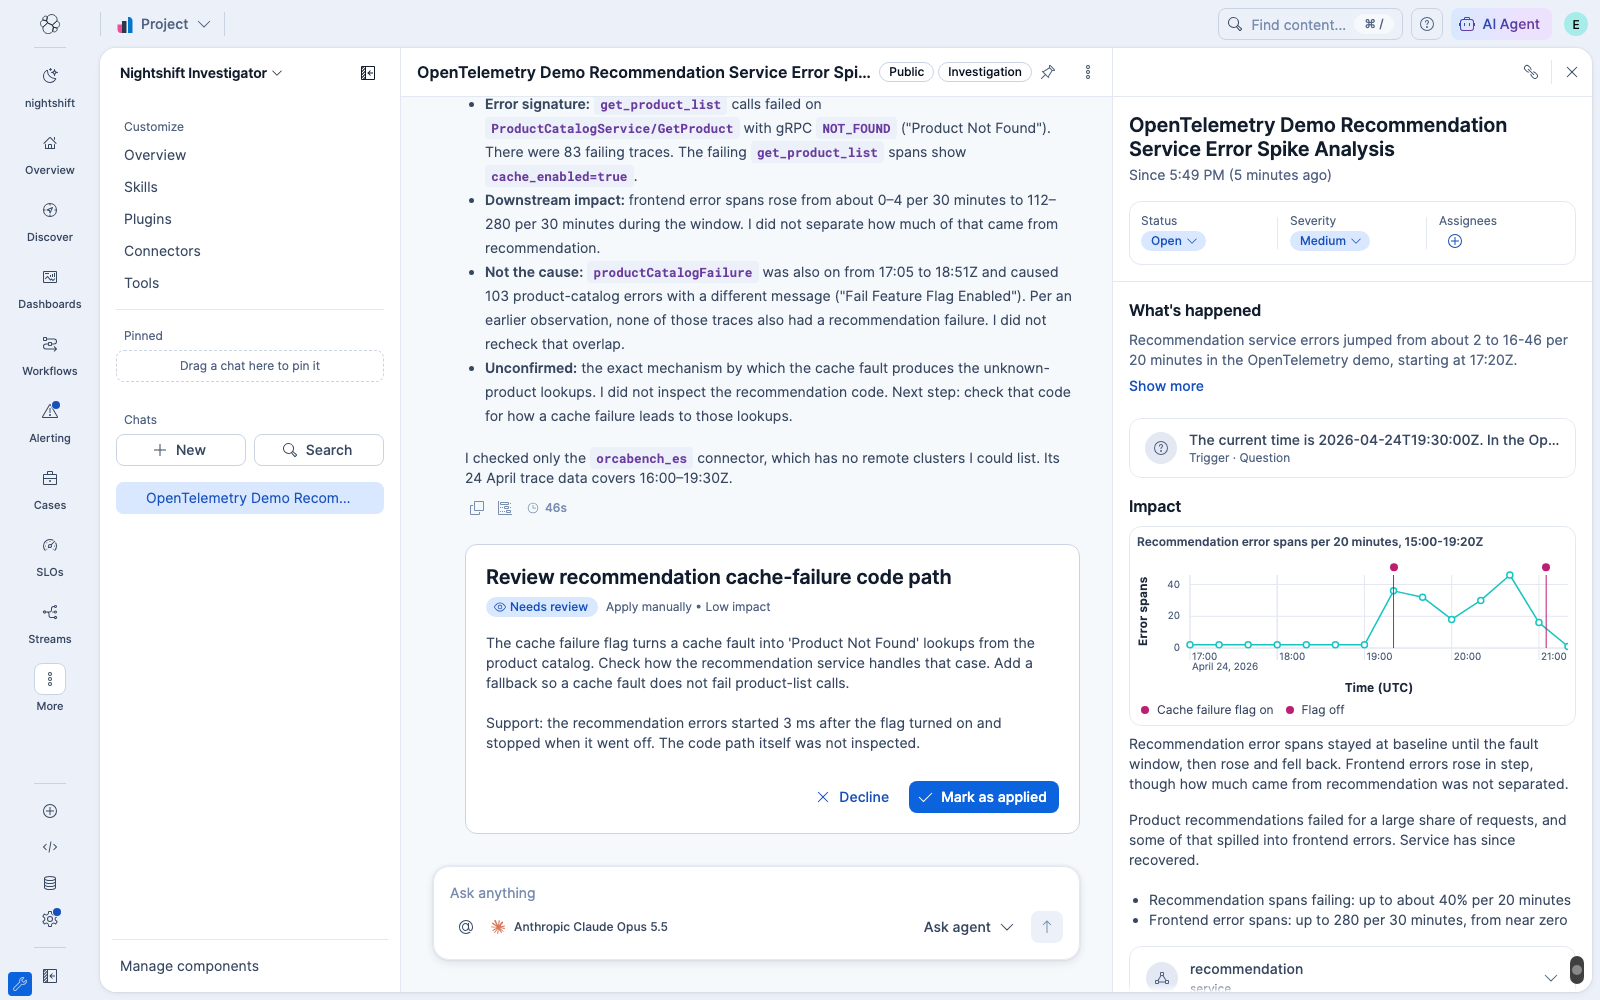 Project
Find content...
⌘ /
AI Agent
E
nightshift
Overview
Discover
Dashboards
Workflows
Alerting
Cases
SLOs
Streams
More
Nightshift Investigator
Customize
Overview
Skills
Plugins
Connectors
Tools
Pinned
Drag a chat here to pin it
Chats
New
Search
OpenTelemetry Demo Recom...
Manage components
OpenTelemetry Demo Recommendation Service Error Spi...
Public
Investigation
Error signature: get_product_list calls failed on
ProductCatalogService/GetProduct with gRPC NOT_FOUND ("Product Not Found").
There were 83 failing traces. The failing get_product_list spans show
cache_enabled=true.
Downstream impact: frontend error spans rose from about 0–4 per 30 minutes to 112–
280 per 30 minutes during the window. I did not separate how much of that came from
recommendation.
Not the cause: productCatalogFailure was also on from 17:05 to 18:51Z and caused
103 product-catalog errors with a different message ("Fail Feature Flag Enabled"). Per an
earlier observation, none of those traces also had a recommendation failure. I did not
recheck that overlap.
Unconfirmed: the exact mechanism by which the cache fault produces the unknown-
product lookups. I did not inspect the recommendation code. Next step: check that code
for how a cache failure leads to those lookups.
I checked only the orcabench_es connector, which has no remote clusters I could list. Its
24 April trace data covers 16:00–19:30Z.
46s
Review recommendation cache-failure code path
Needs review
Apply manually • Low impact
The cache failure flag turns a cache fault into 'Product Not Found' lookups from the
product catalog. Check how the recommendation service handles that case. Add a
fallback so a cache fault does not fail product-list calls.
Support: the recommendation errors started 3 ms after the flag turned on and
stopped when it went off. The code path itself was not inspected.
Decline
Mark as applied
Ask anything
Anthropic Claude Opus 5.5
Ask agent
OpenTelemetry Demo Recommendation
Service Error Spike Analysis
Since 5:49 PM (5 minutes ago)
Status
Open
Severity
Medium
Assignees
What's happened
Recommendation service errors jumped from about 2 to 16-46 per
20 minutes in the OpenTelemetry demo, starting at 17:20Z.
Show more
The current time is 2026-04-24T19:30:00Z. In the Op...
Trigger · Question
Impact
Recommendation error spans per 20 minutes, 15:00-19:20Z
Error spans
40
20
0
17:00
April 24, 2026
18:00
19:00
20:00
21:00
Time (UTC)
Cache failure flag on
Flag off
Recommendation error spans stayed at baseline until the fault
window, then rose and fell back. Frontend errors rose in step,
though how much came from recommendation was not separated.
Product recommendations failed for a large share of requests, and
some of that spilled into frontend errors. Service has since
recovered.
Recommendation spans failing: up to about 40% per 20 minutes
Frontend error spans: up to 280 per 30 minutes, from near zero
recommendation
service